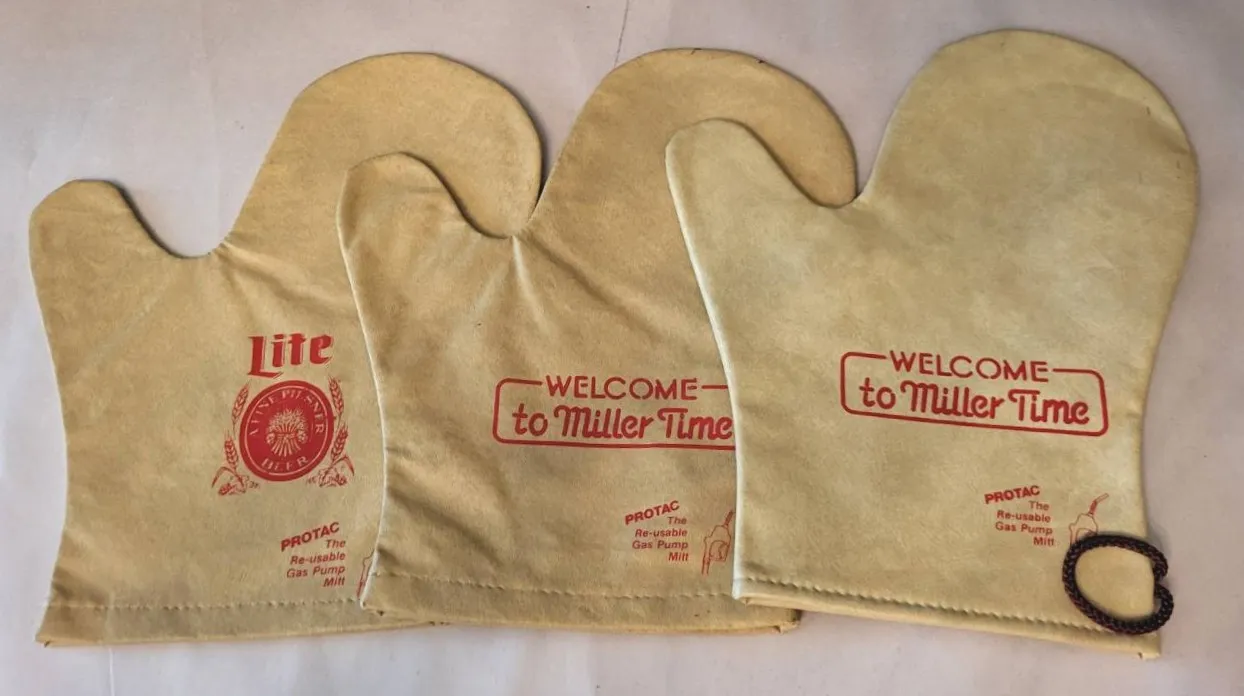 Lite
A FINE PILSNER
BEER
PROTAC
The
Re-usable
Gas Pump
Mitt
WELCOME
to Miller Time
PROTAC
The
Re-usable
Gas Pump
Mitt
WELCOME
to Miller Time
PROTAC
The
Re-usable
Gas Pump
Mitt